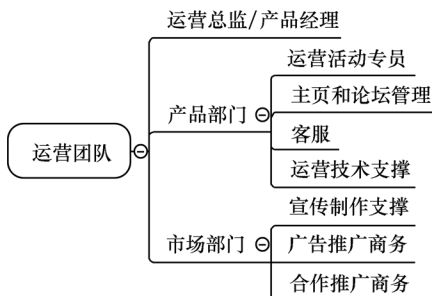 运营总监/产品经理
运营活动专员
主页和论坛管理
产品部门
客服
运营团队
运营技术支撑
宣传制作支撑
市场部门
广告推广商务
合作推广商务